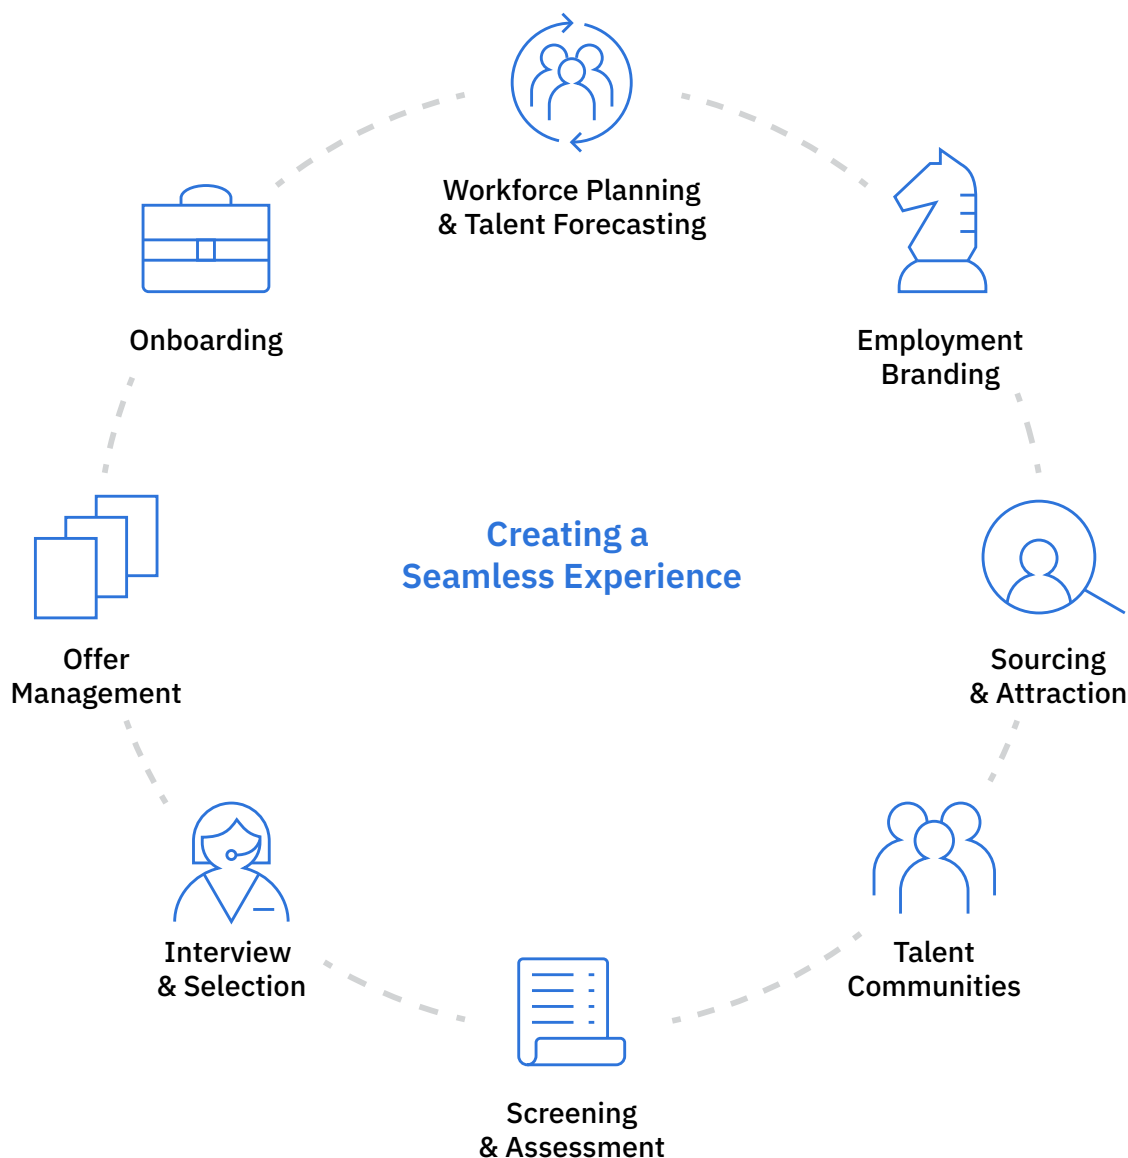 Workforce Planning
& Talent Forecasting
Employment
Branding
Sourcing
& Attraction
Talent
Communities
Screening
& Assessment
Interview
& Selection
Offer
Management
Onboarding
Creating a
Seamless Experience